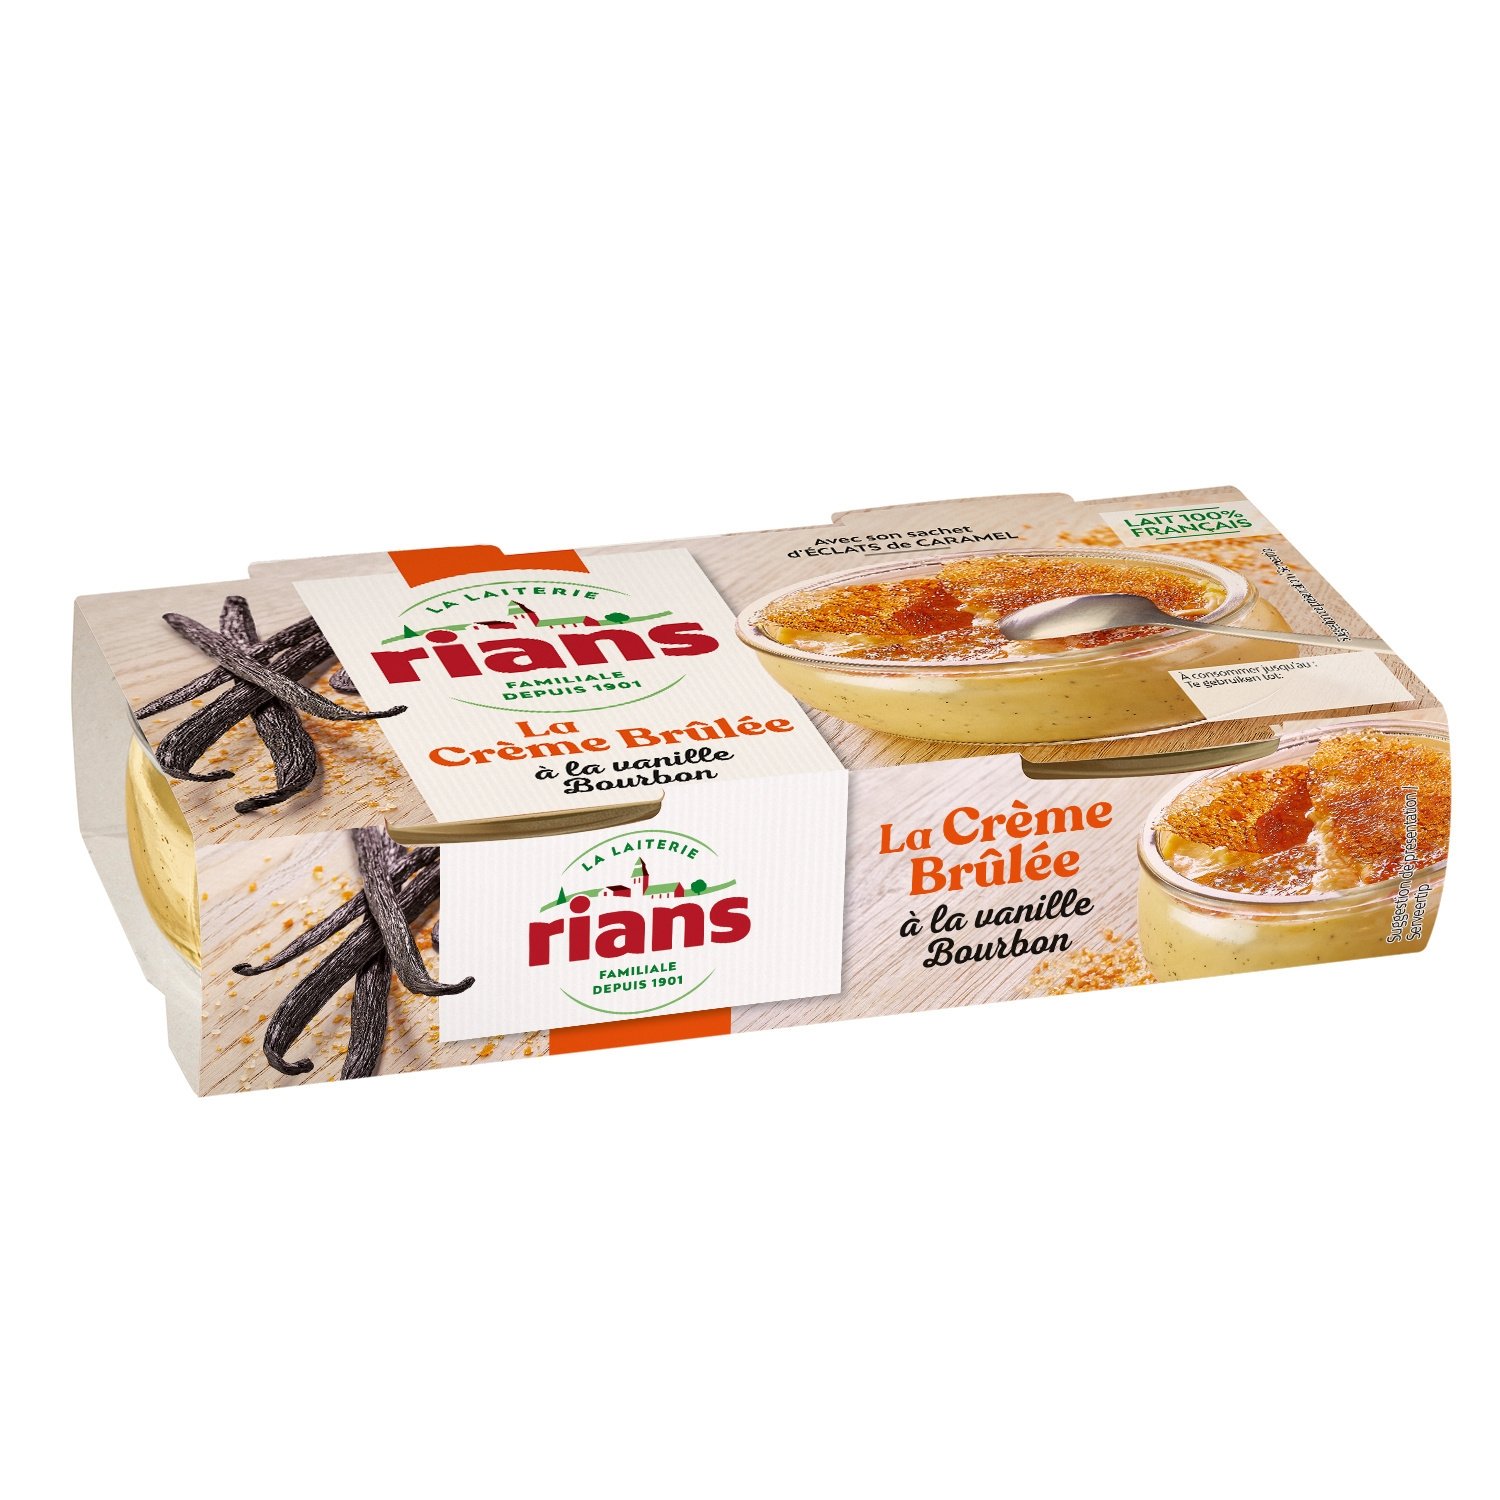 LA LAITERIE
rians
FAMILIALE
DEPUIS 1901
La
Crème Brûlée
à la vanille
Bourbon
Avec son sachet
d'ÉCLATS de CARAMEL
LAIT 100%
FRANÇAIS
À consommer jusqu'au :
Te gebruiken tot:
LA LAITERIE
rians
FAMILIALE
DEPUIS 1901
La Crème
Brûlée
à la vanille
Bourbon
Suggestion de présentation /
Serveertip